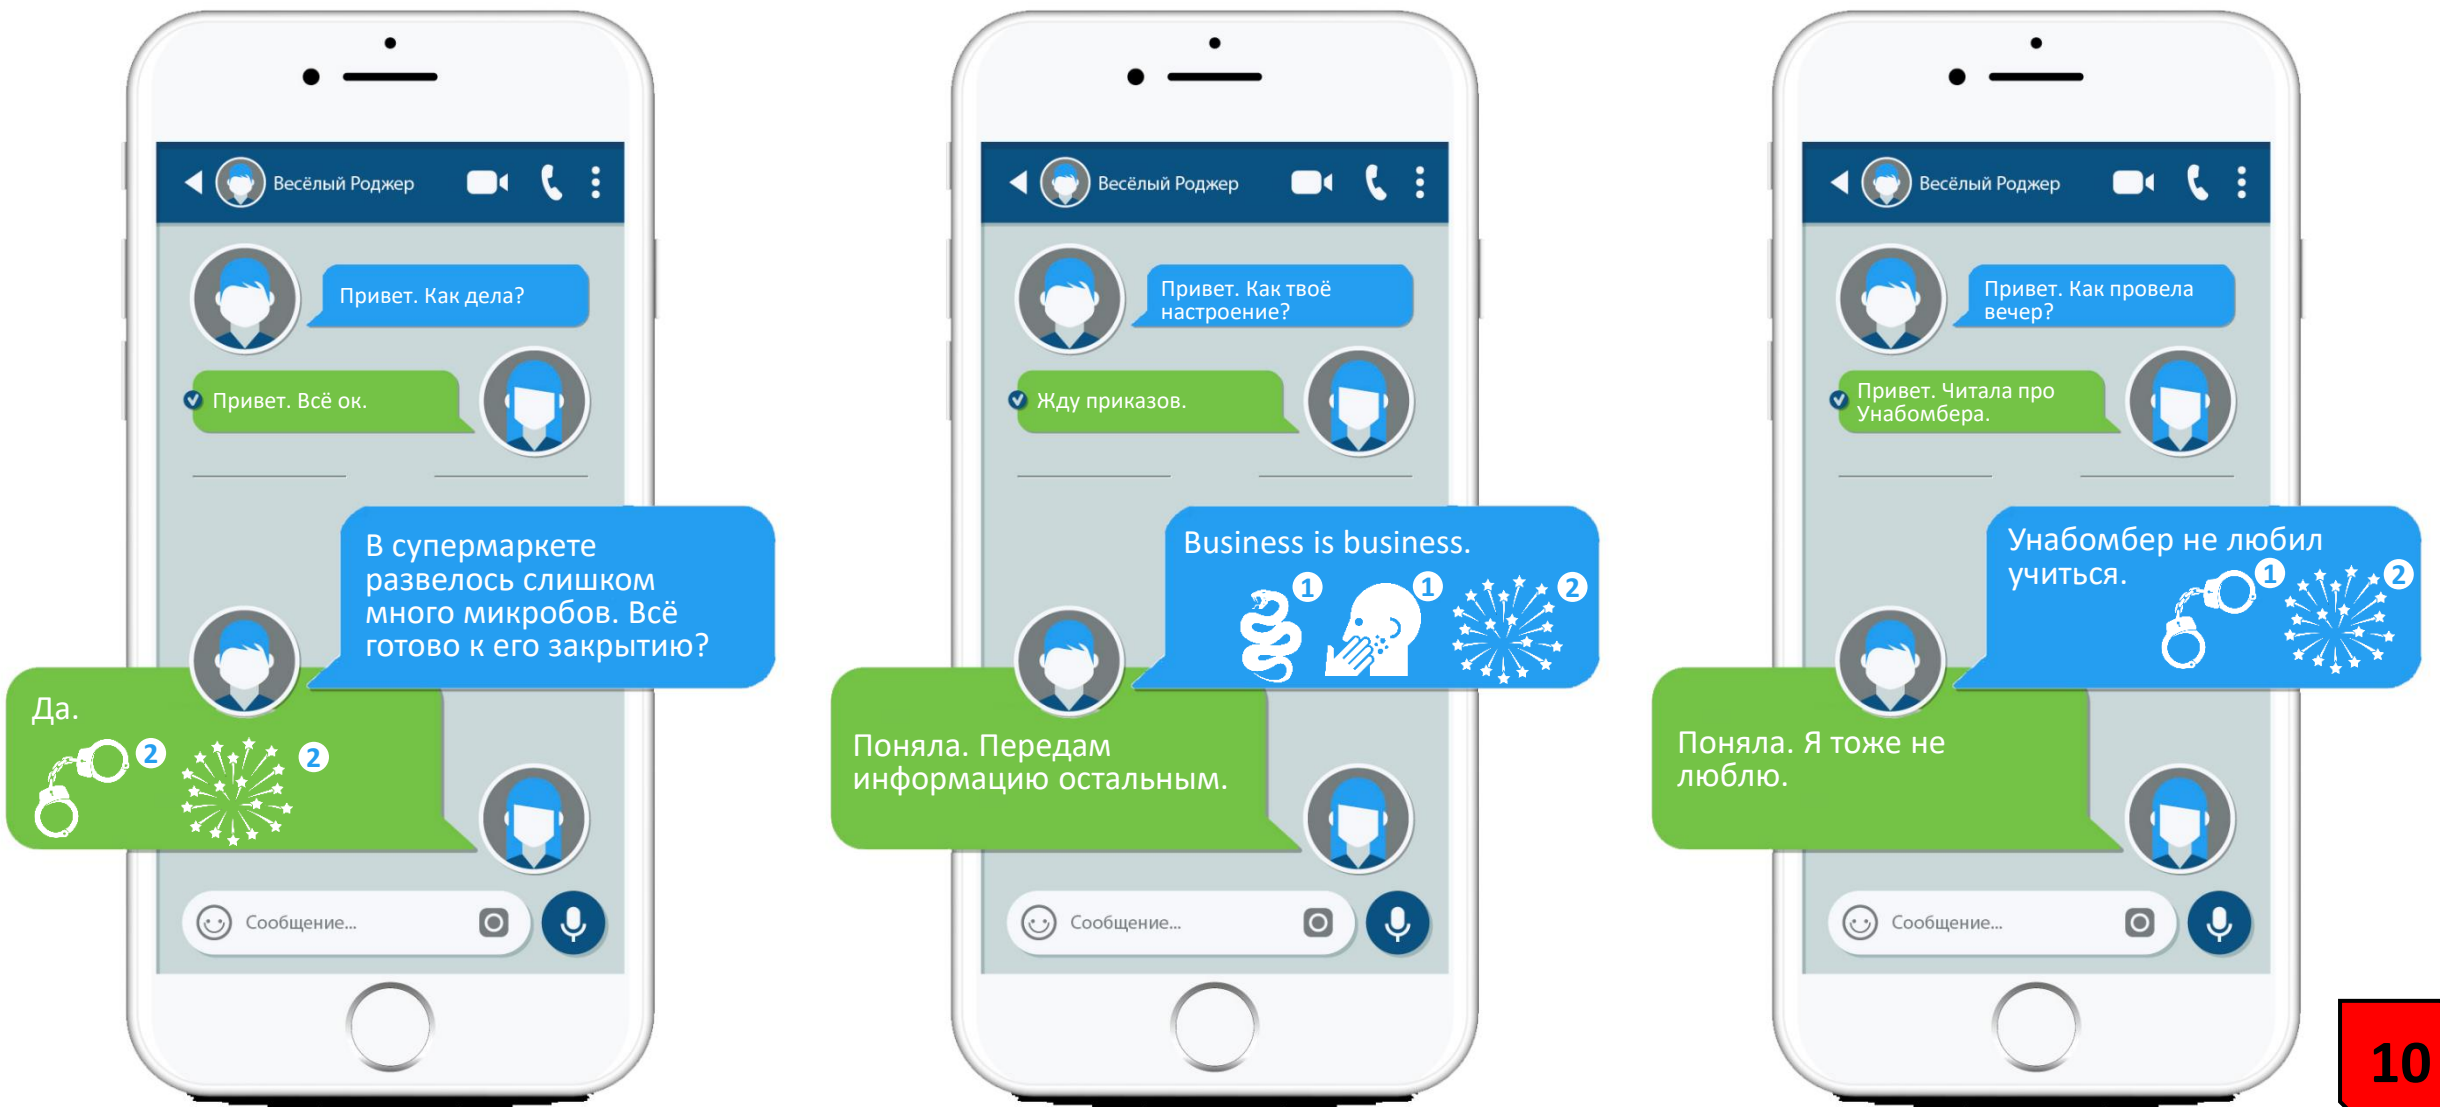 Весёлый Роджер
Привет. Как дела?
Привет. Всё ок.
В супермаркете
развелось слишком
много микробов. Всё
готово к его закрытию?
Да.
2
2
Сообщение...
Весёлый Роджер
Привет. Как твоё
настроение?
Жду приказов.
Business is business.
1
1
2
Поняла. Передам
информацию остальным.
Сообщение...
Весёлый Роджер
Привет. Как провела
вечер?
Привет. Читала про
Унабомбера.
Унабомбер не любил
учиться.
1
2
Поняла. Я тоже не
люблю.
Сообщение...
10